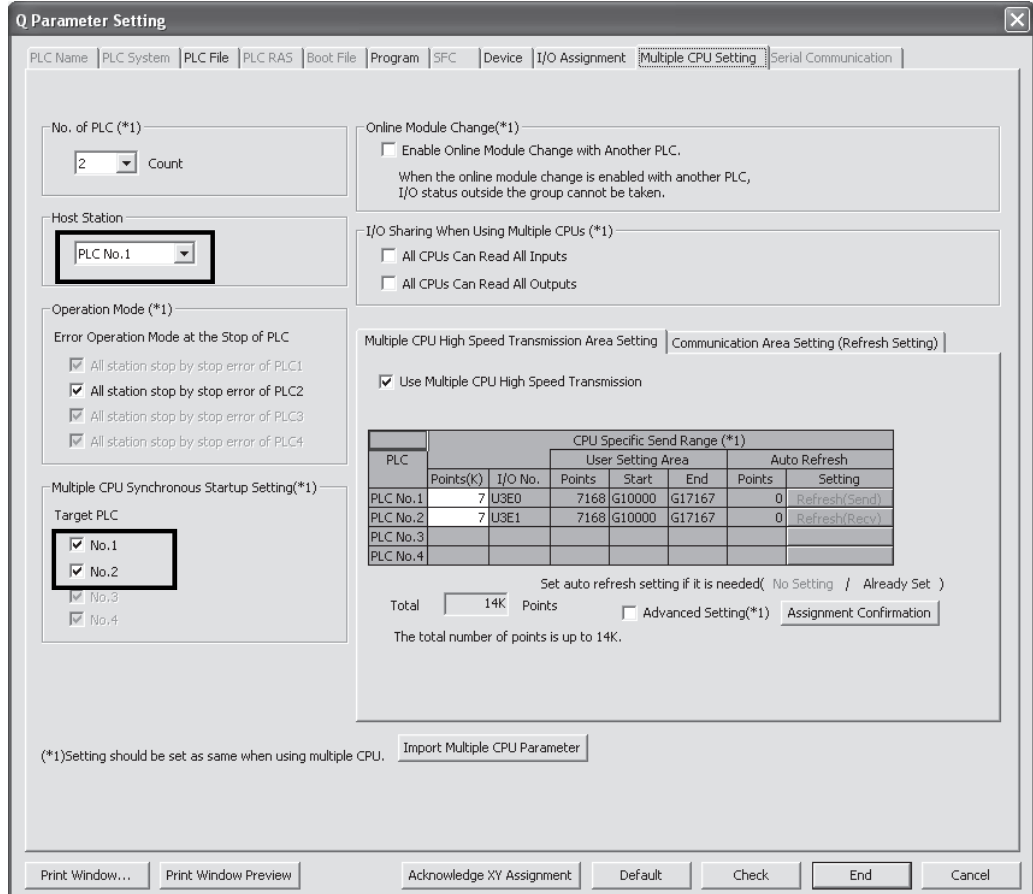 Q Parameter Setting
PLC Name PLC System PLC File PLC RAS Boot File Program SFC Device I/O Assignment Multiple CPU Setting Serial Communication
No. of PLC (*1)
2 Count
Host Station
PLC No.1
Operation Mode (*1)
Error Operation Mode at the Stop of PLC
All station stop by stop error of PLC1
All station stop by stop error of PLC2
All station stop by stop error of PLC3
All station stop by stop error of PLC4
Multiple CPU Synchronous Startup Setting(*1)
Target PLC
No.1
No.2
No.3
No.4
Online Module Change(*1)
Enable Online Module Change with Another PLC.
When the online module change is enabled with another PLC,
I/O status outside the group cannot be taken.
I/O Sharing When Using Multiple CPUs (*1)
All CPUs Can Read All Inputs
All CPUs Can Read All Outputs
Multiple CPU High Speed Transmission Area Setting Communication Area Setting (Refresh Setting)
Use Multiple CPU High Speed Transmission
CPU Specific Send Range (*1)
PLC User Setting Area Auto Refresh
Points(K) I/O No. Points Start End Points Setting
PLC No.1 7 U3E0 7168 G10000 G17167 0 Refresh(Send)
PLC No.2 7 U3E1 7168 G10000 G17167 0 Refresh(Recv)
PLC No.3
PLC No.4
Set auto refresh setting if it is needed( No Setting / Already Set )
Total 14K Points Advanced Setting(*1) Assignment Confirmation
The total number of points is up to 14K.
(*1)Setting should be set as same when using multiple CPU. Import Multiple CPU Parameter
Print Window... Print Window Preview Acknowledge XY Assignment Default Check End Cancel